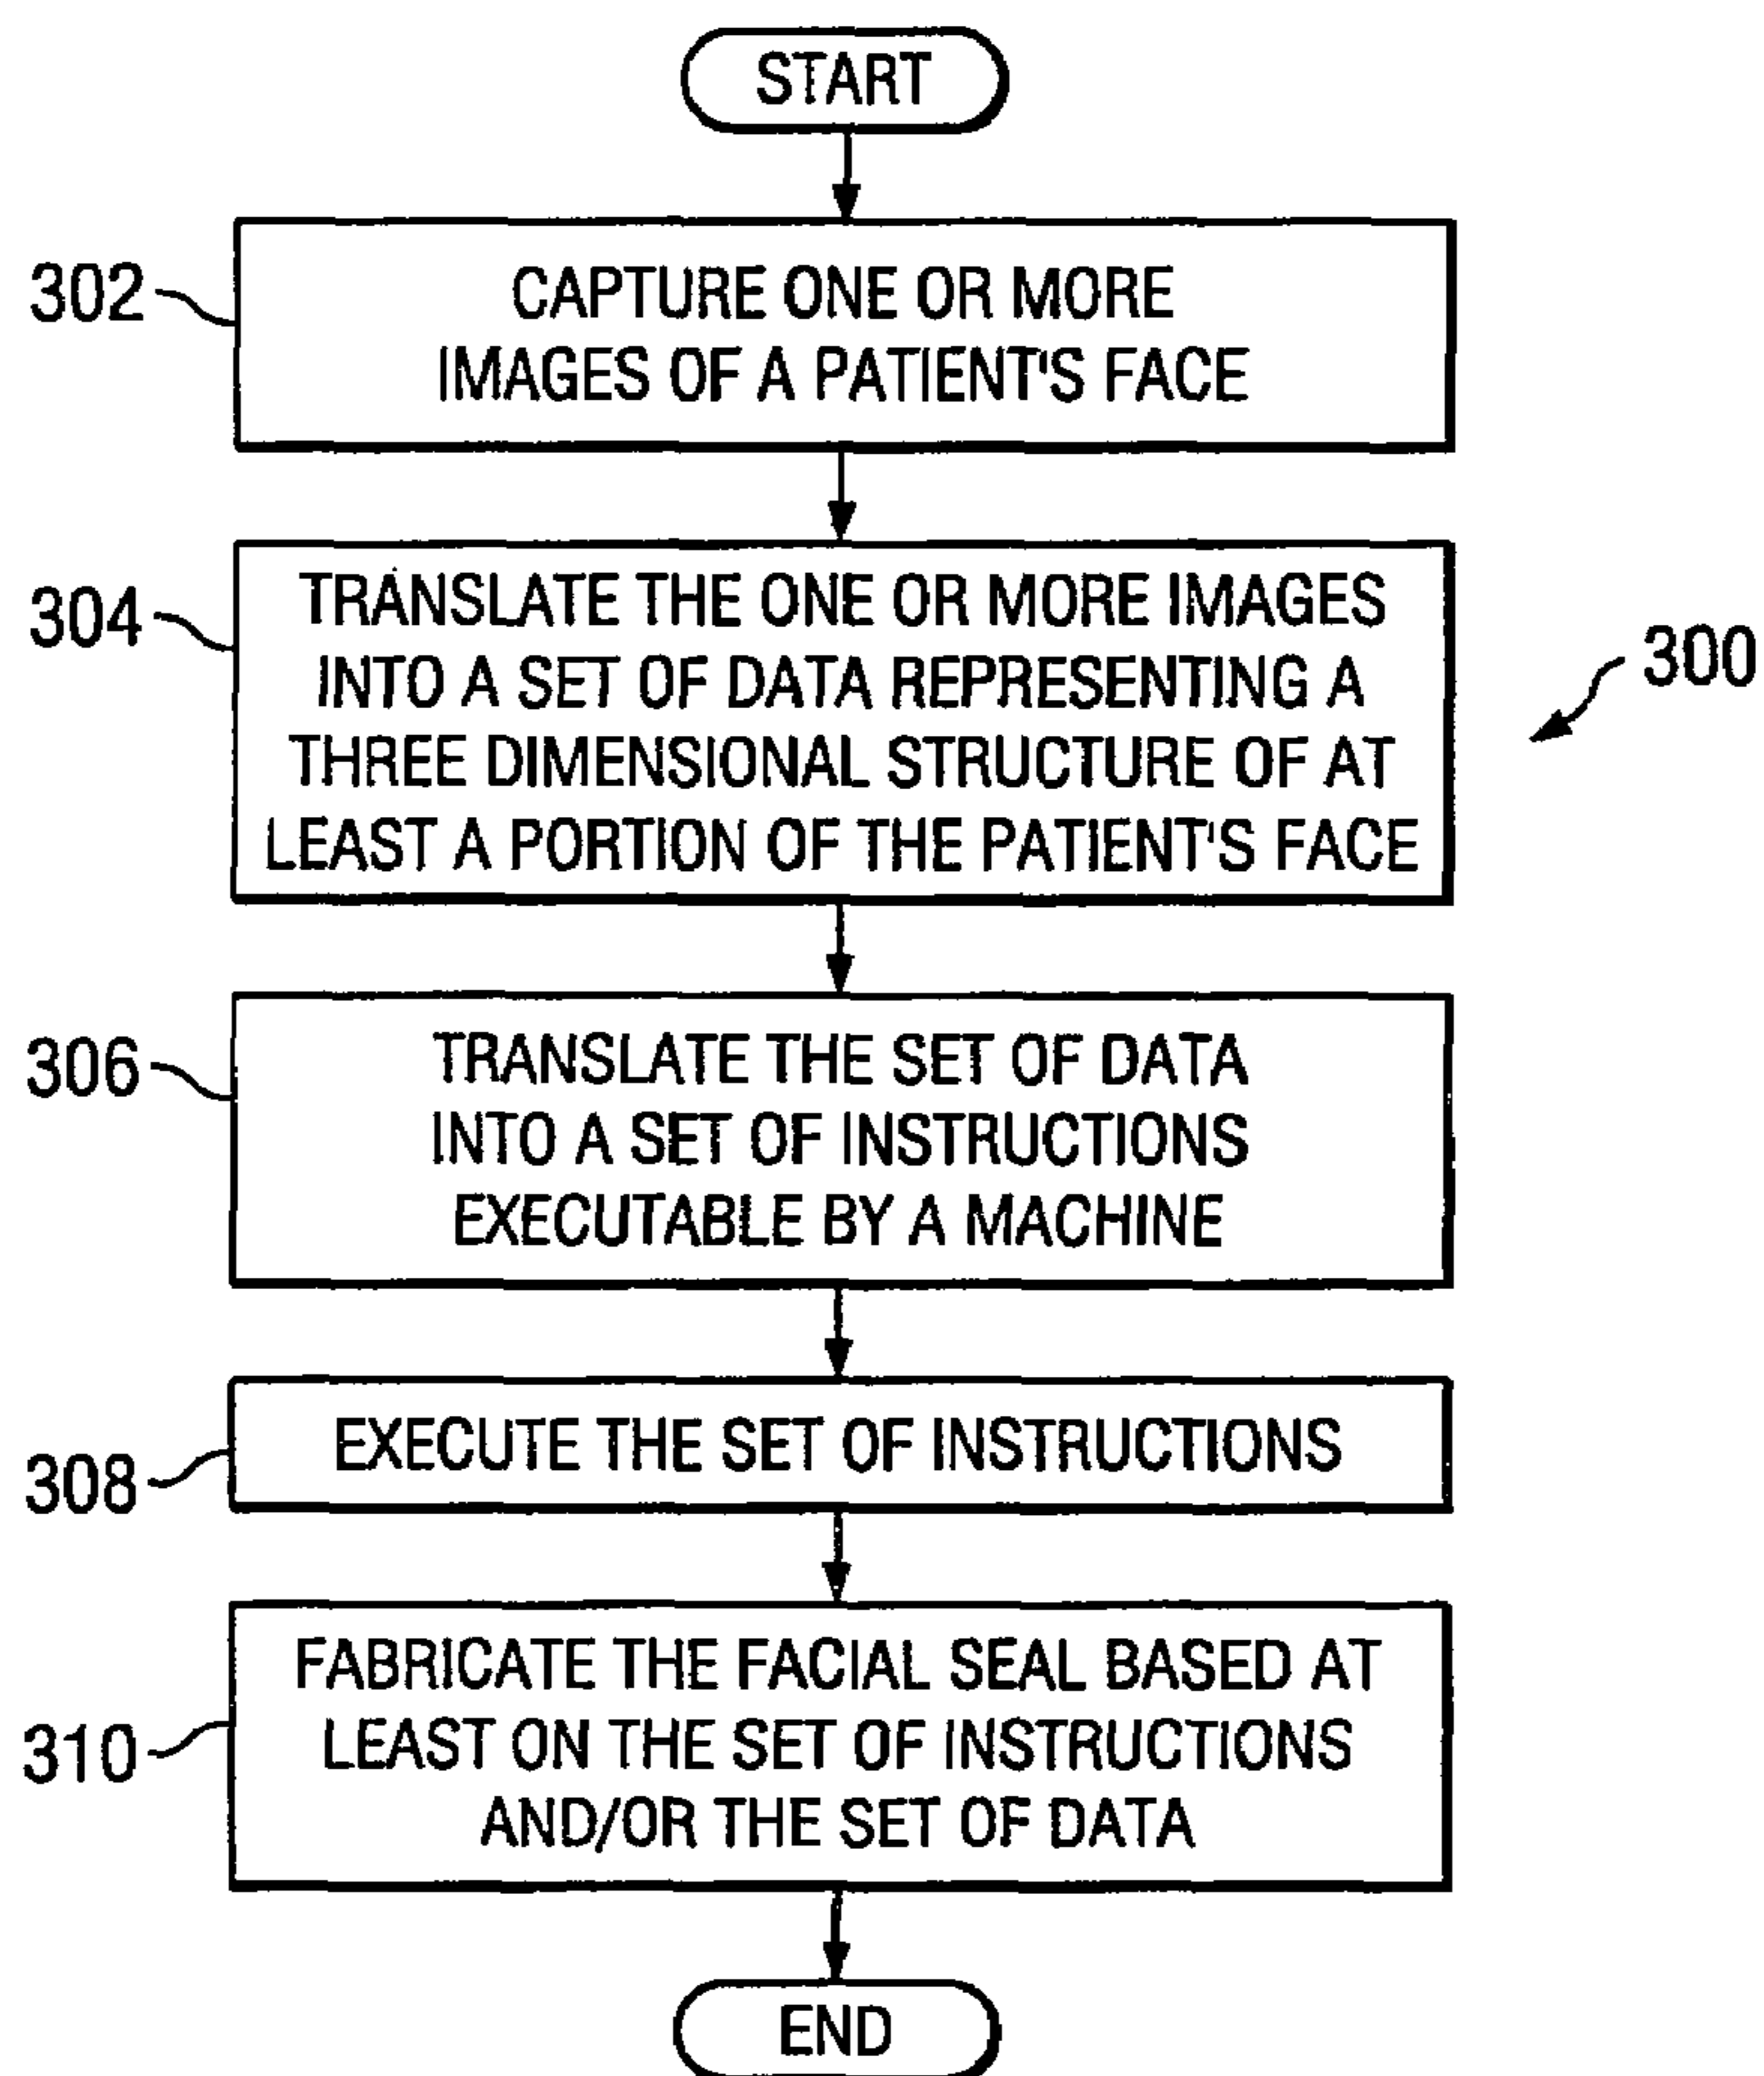 START
302
CAPTURE ONE OR MORE
IMAGES OF A PATIENT'S FACE
304
TRANSLATE THE ONE OR MORE IMAGES
INTO A SET OF DATA REPRESENTING A
THREE DIMENSIONAL STRUCTURE OF AT
LEAST A PORTION OF THE PATIENT'S FACE
300
306
TRANSLATE THE SET OF DATA
INTO A SET OF INSTRUCTIONS
EXECUTABLE BY A MACHINE
308
EXECUTE THE SET OF INSTRUCTIONS
310
FABRICATE THE FACIAL SEAL BASED AT
LEAST ON THE SET OF INSTRUCTIONS
AND/OR THE SET OF DATA
END